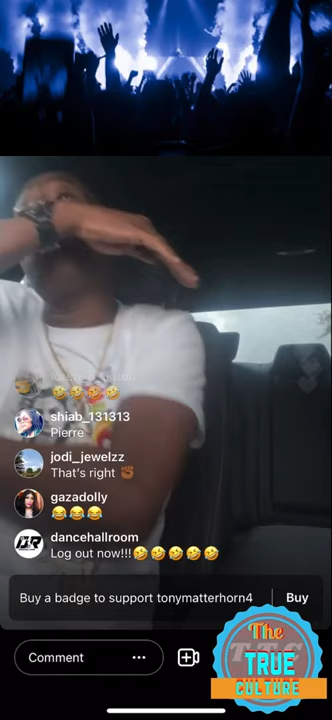 🤣🤣🤣🤣
shiab_131313
Pierre
jodi_jewelzz
That's right ✊🏾
gazadolly
😂😂😂
dancehallroom
Log out now!!!🤣🤣🤣🤣🤣
Buy a badge to support tonymatterhorn4
Buy
Comment
The
TRUE
CULTURE